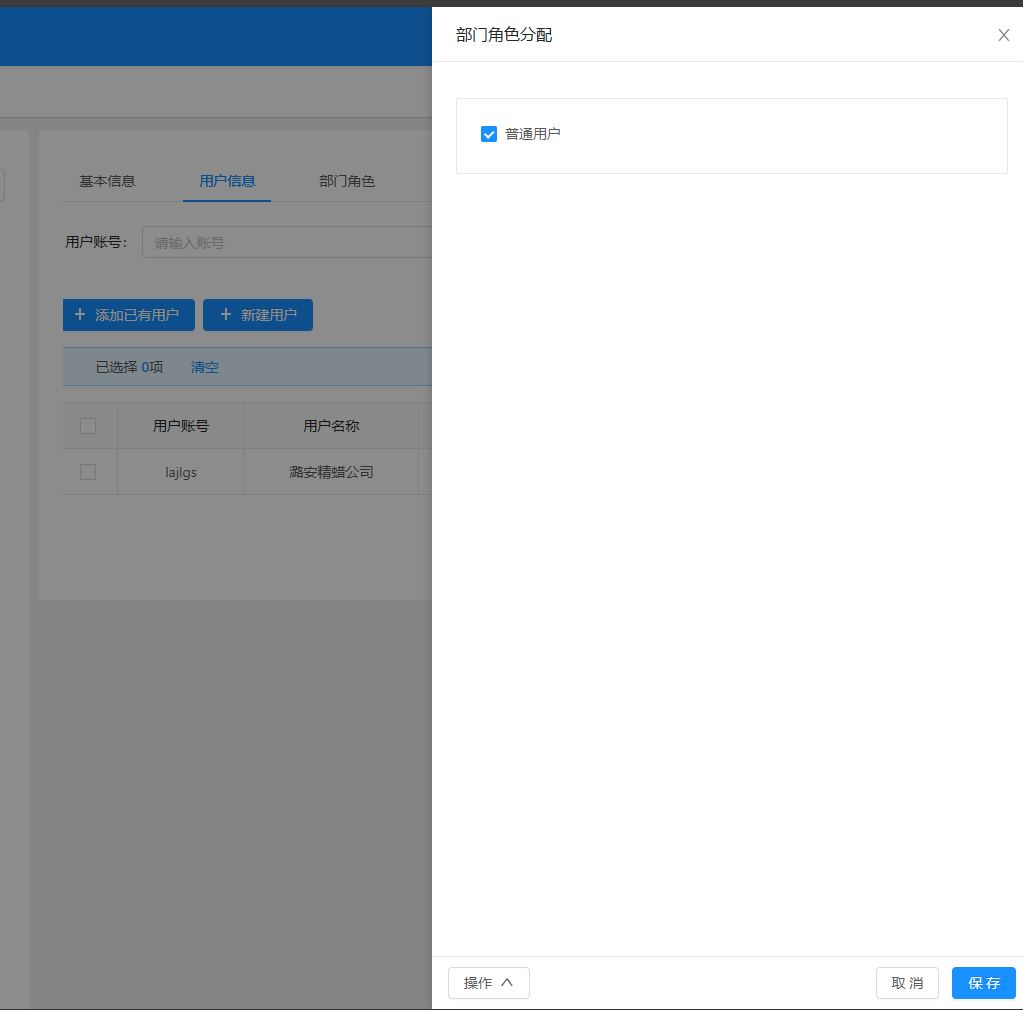 部门角色分配
普通用户
基本信息 用户信息 部门角色
用户账号： 请输入账号
+ 添加已有用户 + 新建用户
已选择 0项 清空
用户账号 用户名称
lajlgs 潞安精蜡公司
操作
取 消 保 存